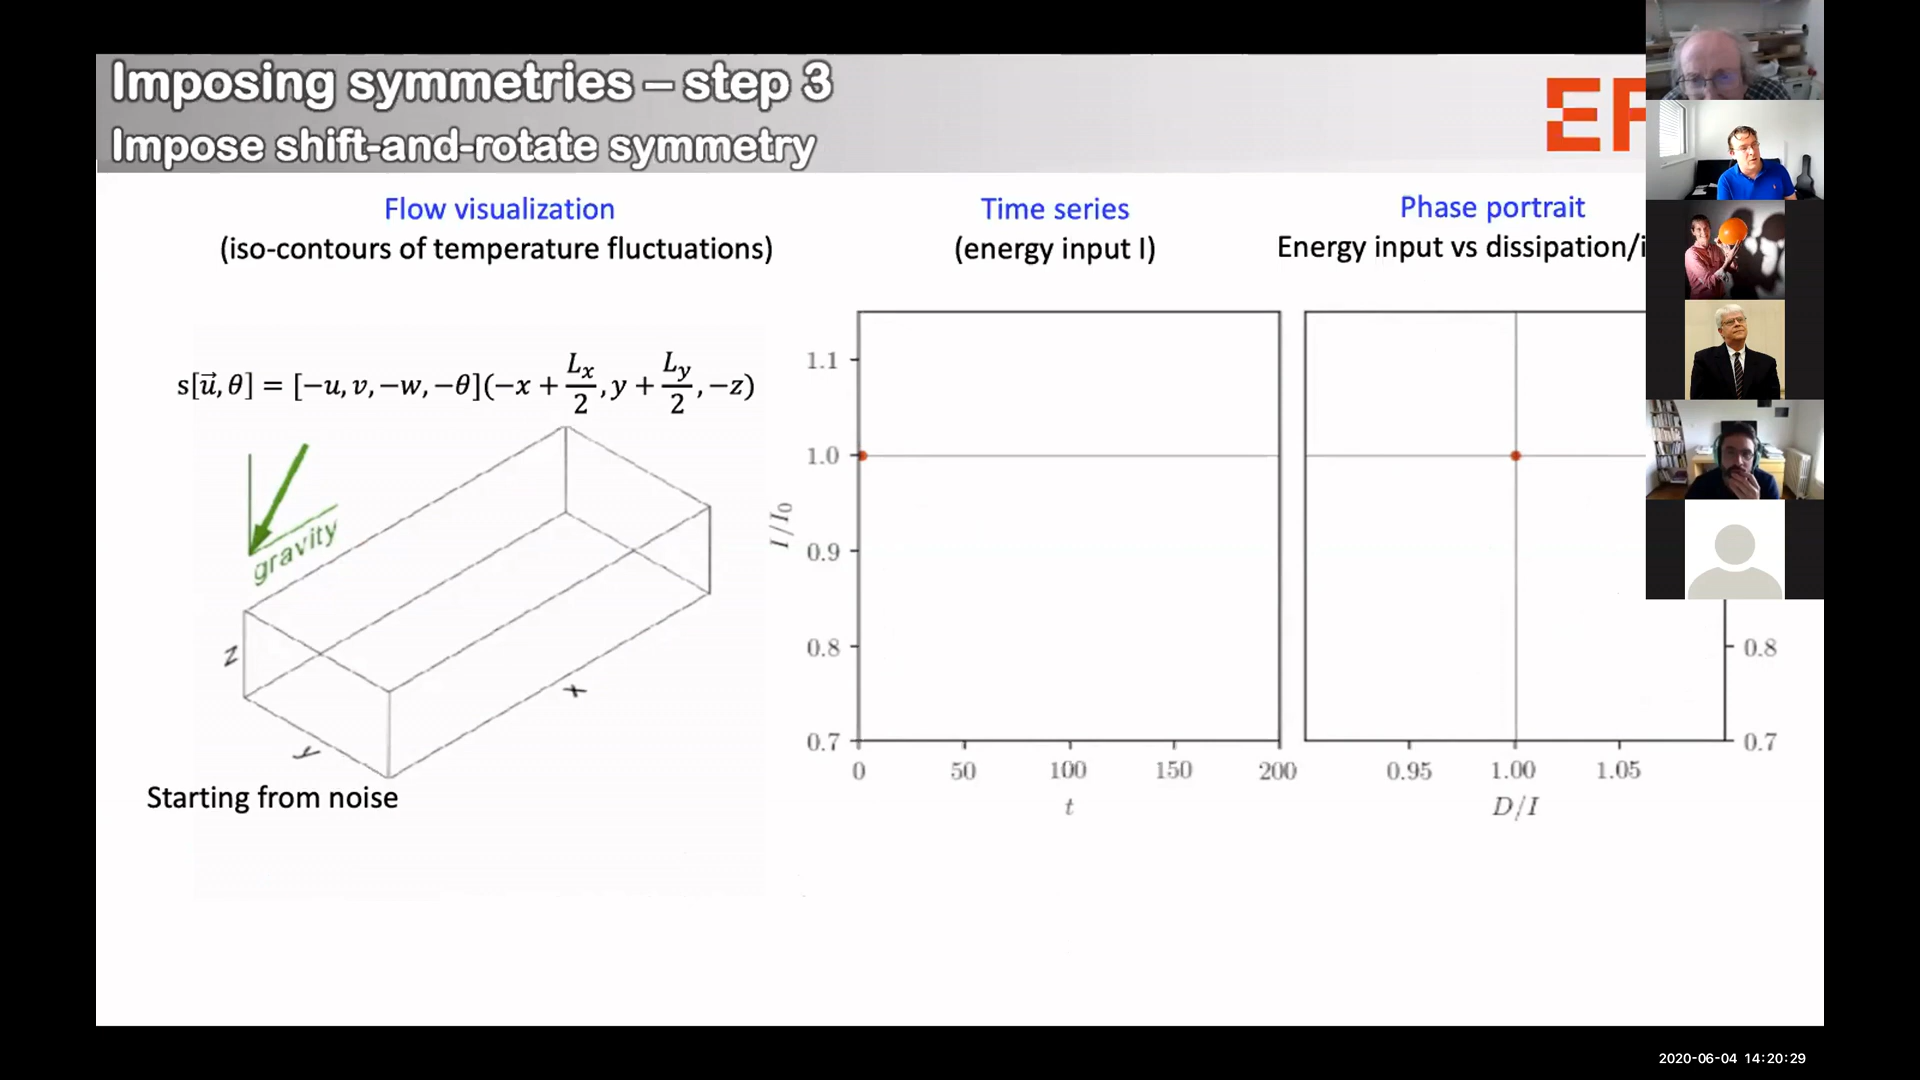 Imposing symmetries – step 3
Impose shift-and-rotate symmetry
Flow visualization
(iso-contours of temperature fluctuations)
Time series
(energy input I)
Phase portrait
Energy input vs dissipation/i
s[u⃗, θ] = [−u, v, −w, −θ](−x + Lx/2, y + Ly/2, −z)
gravity
z
y
x
Starting from noise
I/I0
1.1
1.0
0.9
0.8
0.7
0 50 100 150 200
t
0.8
0.7
0.95 1.00 1.05
D/I
2020-06-04 14:20:29